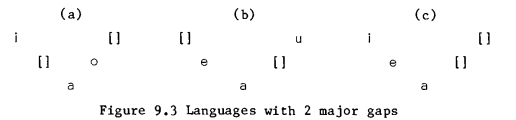 (a) (b) (c)
i [] [] u i []
[] o e [] e []
a a a
Figure 9.3 Languages with 2 major gaps